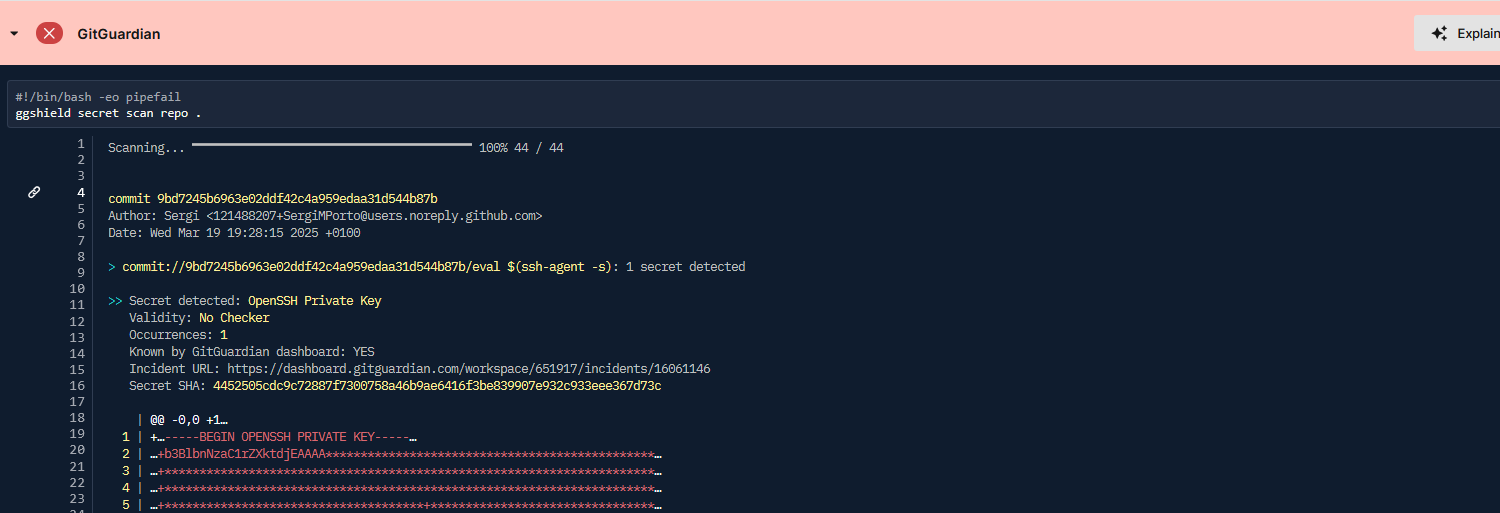 GitGuardian
Explain
#!/bin/bash -eo pipefail
ggshield secret scan repo .
1 Scanning... 100% 44 / 44
2
3
4 commit 9bd7245b6963e02ddf42c4a959edaa31d544b87b
5 Author: Sergi <121488207+SergiMPorto@users.noreply.github.com>
6 Date: Wed Mar 19 19:28:15 2025 +0100
7
8 > commit://9bd7245b6963e02ddf42c4a959edaa31d544b87b/eval $(ssh-agent -s): 1 secret detected
9
10 >> Secret detected: OpenSSH Private Key
11 Validity: No Checker
12 Occurrences: 1
13 Known by GitGuardian dashboard: YES
14 Incident URL: https://dashboard.gitguardian.com/workspace/651917/incidents/16061146
15 Secret SHA: 4452505cdc9c72887f7300758a46b9ae6416f3be839907e932c933eee367d73c
16
17 | @@ -0,0 +1…
18 1 | +…-----BEGIN OPENSSH PRIVATE KEY-----…
19 2 | …+b3BlbnNzaC1rZXktdjEAAAA***********************************************…
20 3 | …+**********************************************************************…
21 4 | …+**********************************************************************…
22 5 | …+*************************************+********************************…
23
24